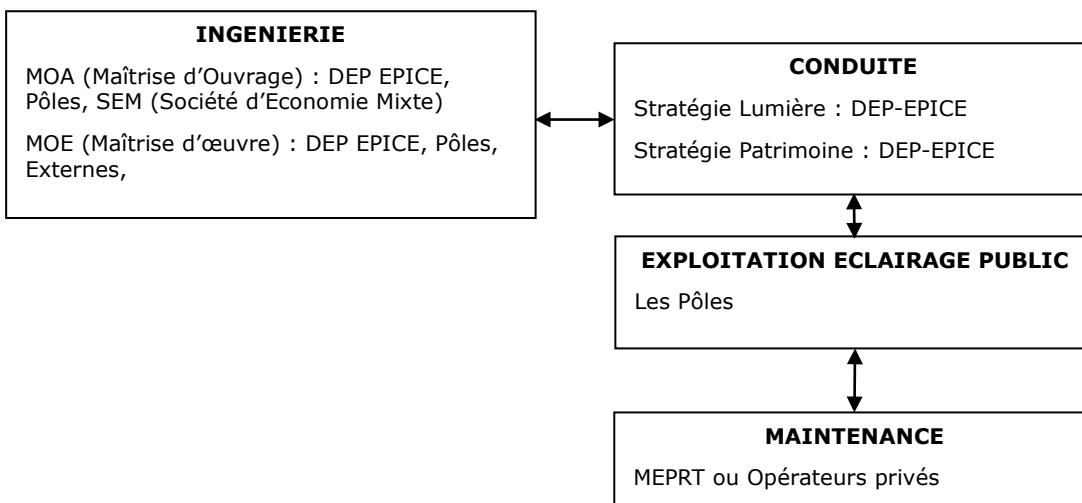 INGENIERIE
MOA (Maîtrise d’Ouvrage) : DEP EPICE,
Pôles, SEM (Société d’Economie Mixte)
MOE (Maîtrise d’œuvre) : DEP EPICE, Pôles,
Externes,
CONDUITE
Stratégie Lumière : DEP-EPICE
Stratégie Patrimoine : DEP-EPICE
EXPLOITATION ECLAIRAGE PUBLIC
Les Pôles
MAINTENANCE
MEPRT ou Opérateurs privés